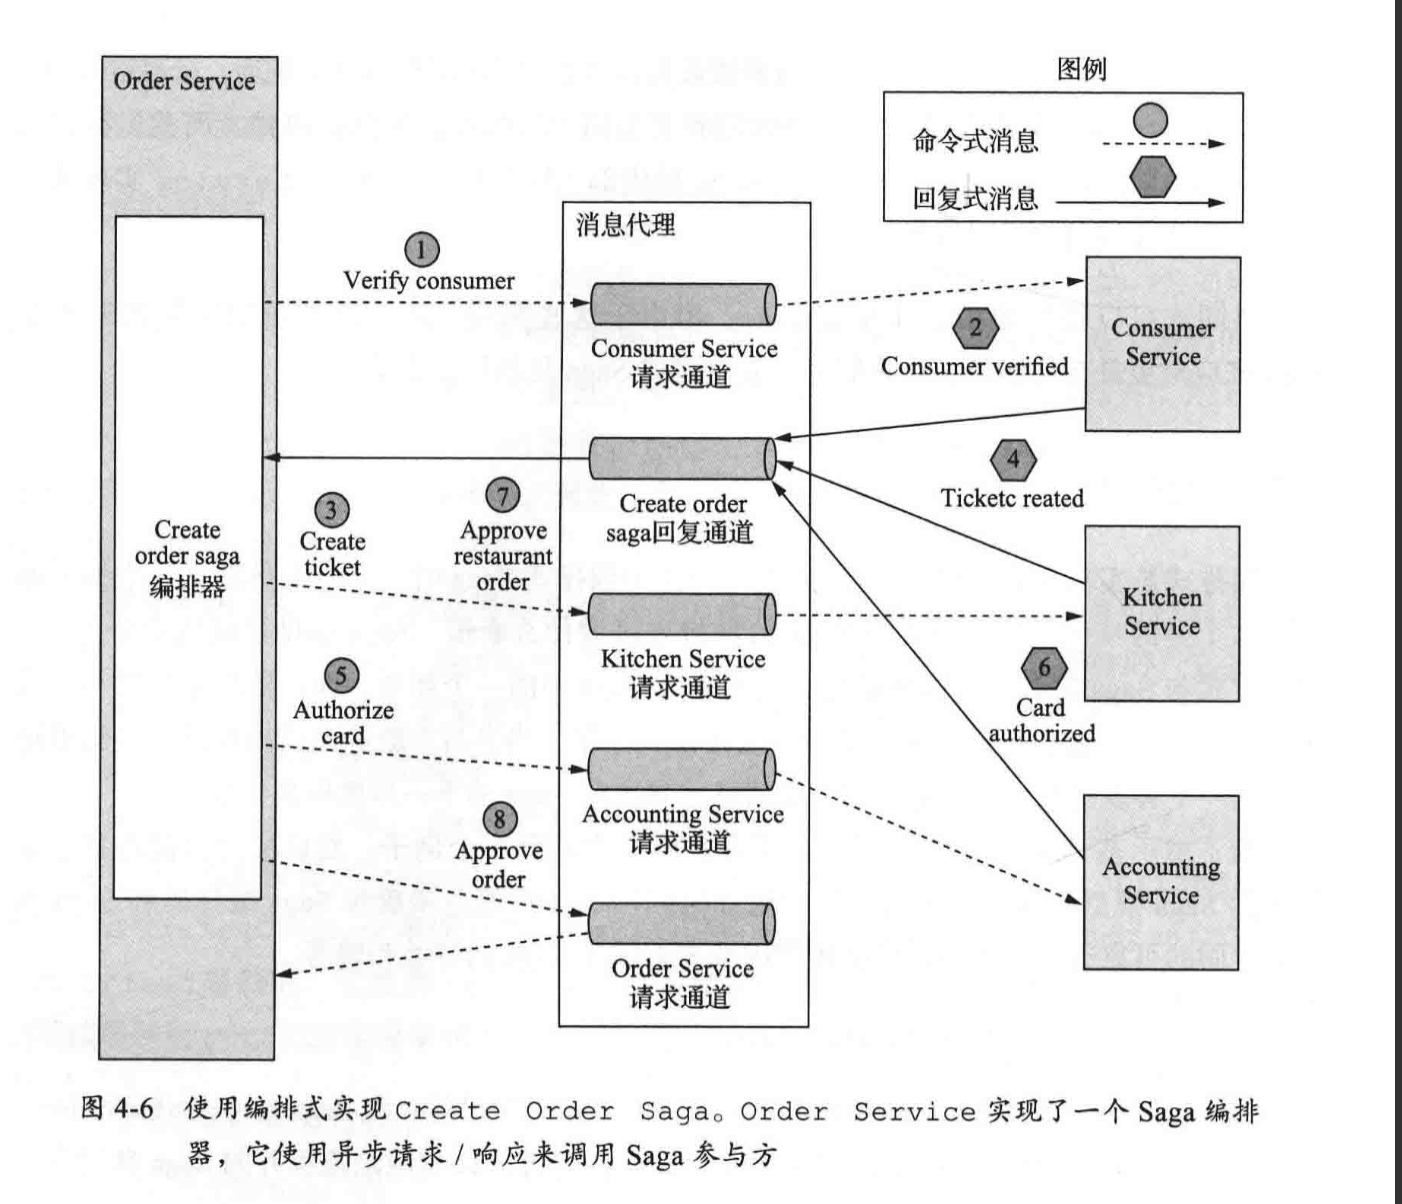 Order Service
图例
命令式消息
回复式消息
消息代理
1
Verify consumer
Consumer Service
请求通道
2
Consumer verified
Consumer
Service
Create order
saga回复通道
4
Ticketc reated
3
Create
ticket
7
Approve
restaurant
order
Create
order saga
编排器
Kitchen Service
请求通道
Kitchen
Service
5
Authorize
card
6
Card
authorized
Accounting Service
请求通道
8
Approve
order
Accounting
Service
Order Service
请求通道
图 4-6 使用编排式实现 Create Order Saga。Order Service 实现了一个 Saga 编排
器，它使用异步请求 / 响应来调用 Saga 参与方